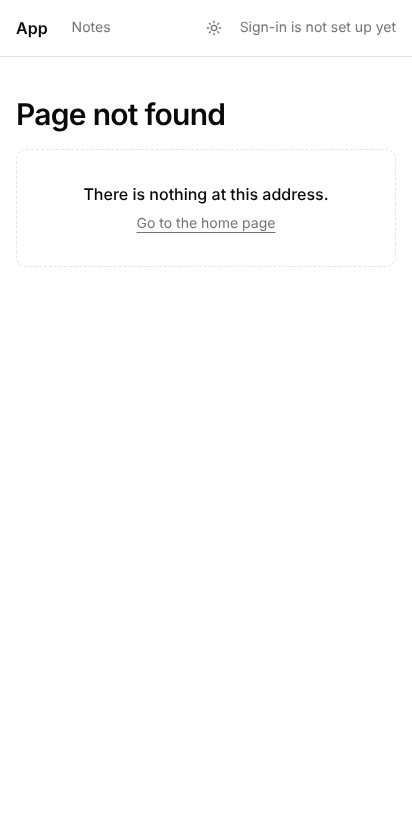 App Notes Sign-in is not set up yet
Page not found
There is nothing at this address.
Go to the home page